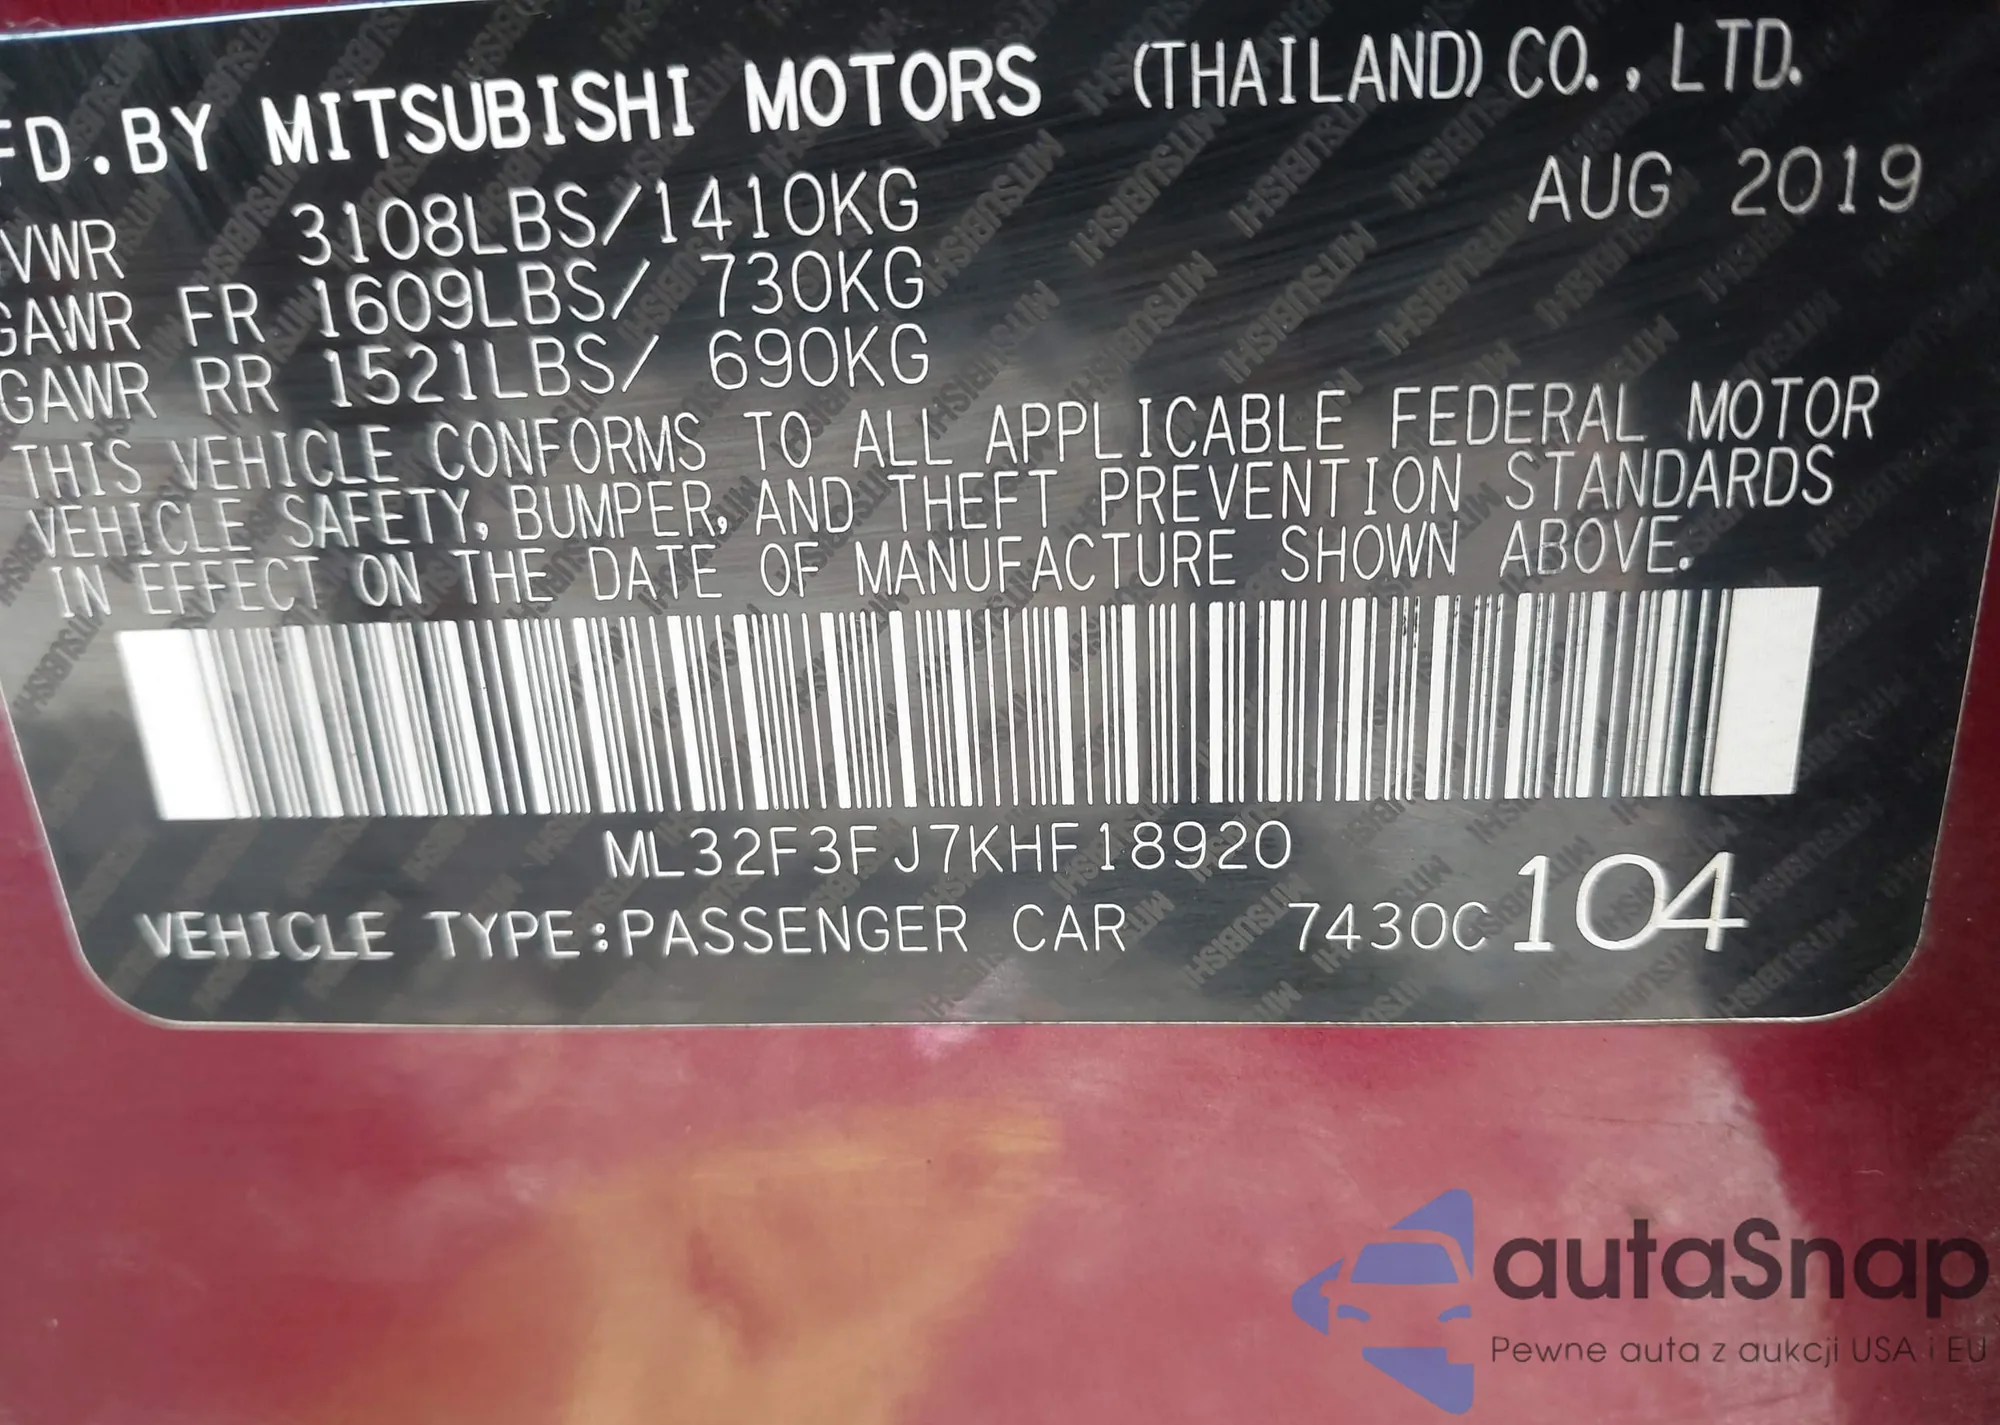 FD.BY MITSUBISHI MOTORS (THAILAND) CO., LTD.
AUG 2019
VWR 3108LBS/1410KG
GAWR FR 1609LBS/ 730KG
GAWR RR 1521LBS/ 690KG
THIS VEHICLE CONFORMS TO ALL APPLICABLE FEDERAL MOTOR
VEHICLE SAFETY, BUMPER, AND THEFT PREVENTION STANDARDS
IN EFFECT ON THE DATE OF MANUFACTURE SHOWN ABOVE.
ML32F3FJ7KHF18920
VEHICLE TYPE:PASSENGER CAR 7430C 104
autaSnap
Pewne auta z aukcji USA i EU